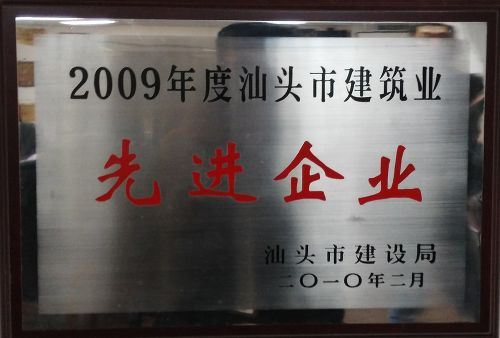 2009年度汕头市建筑业
先进企业
汕头市建设局
二〇一〇年二月